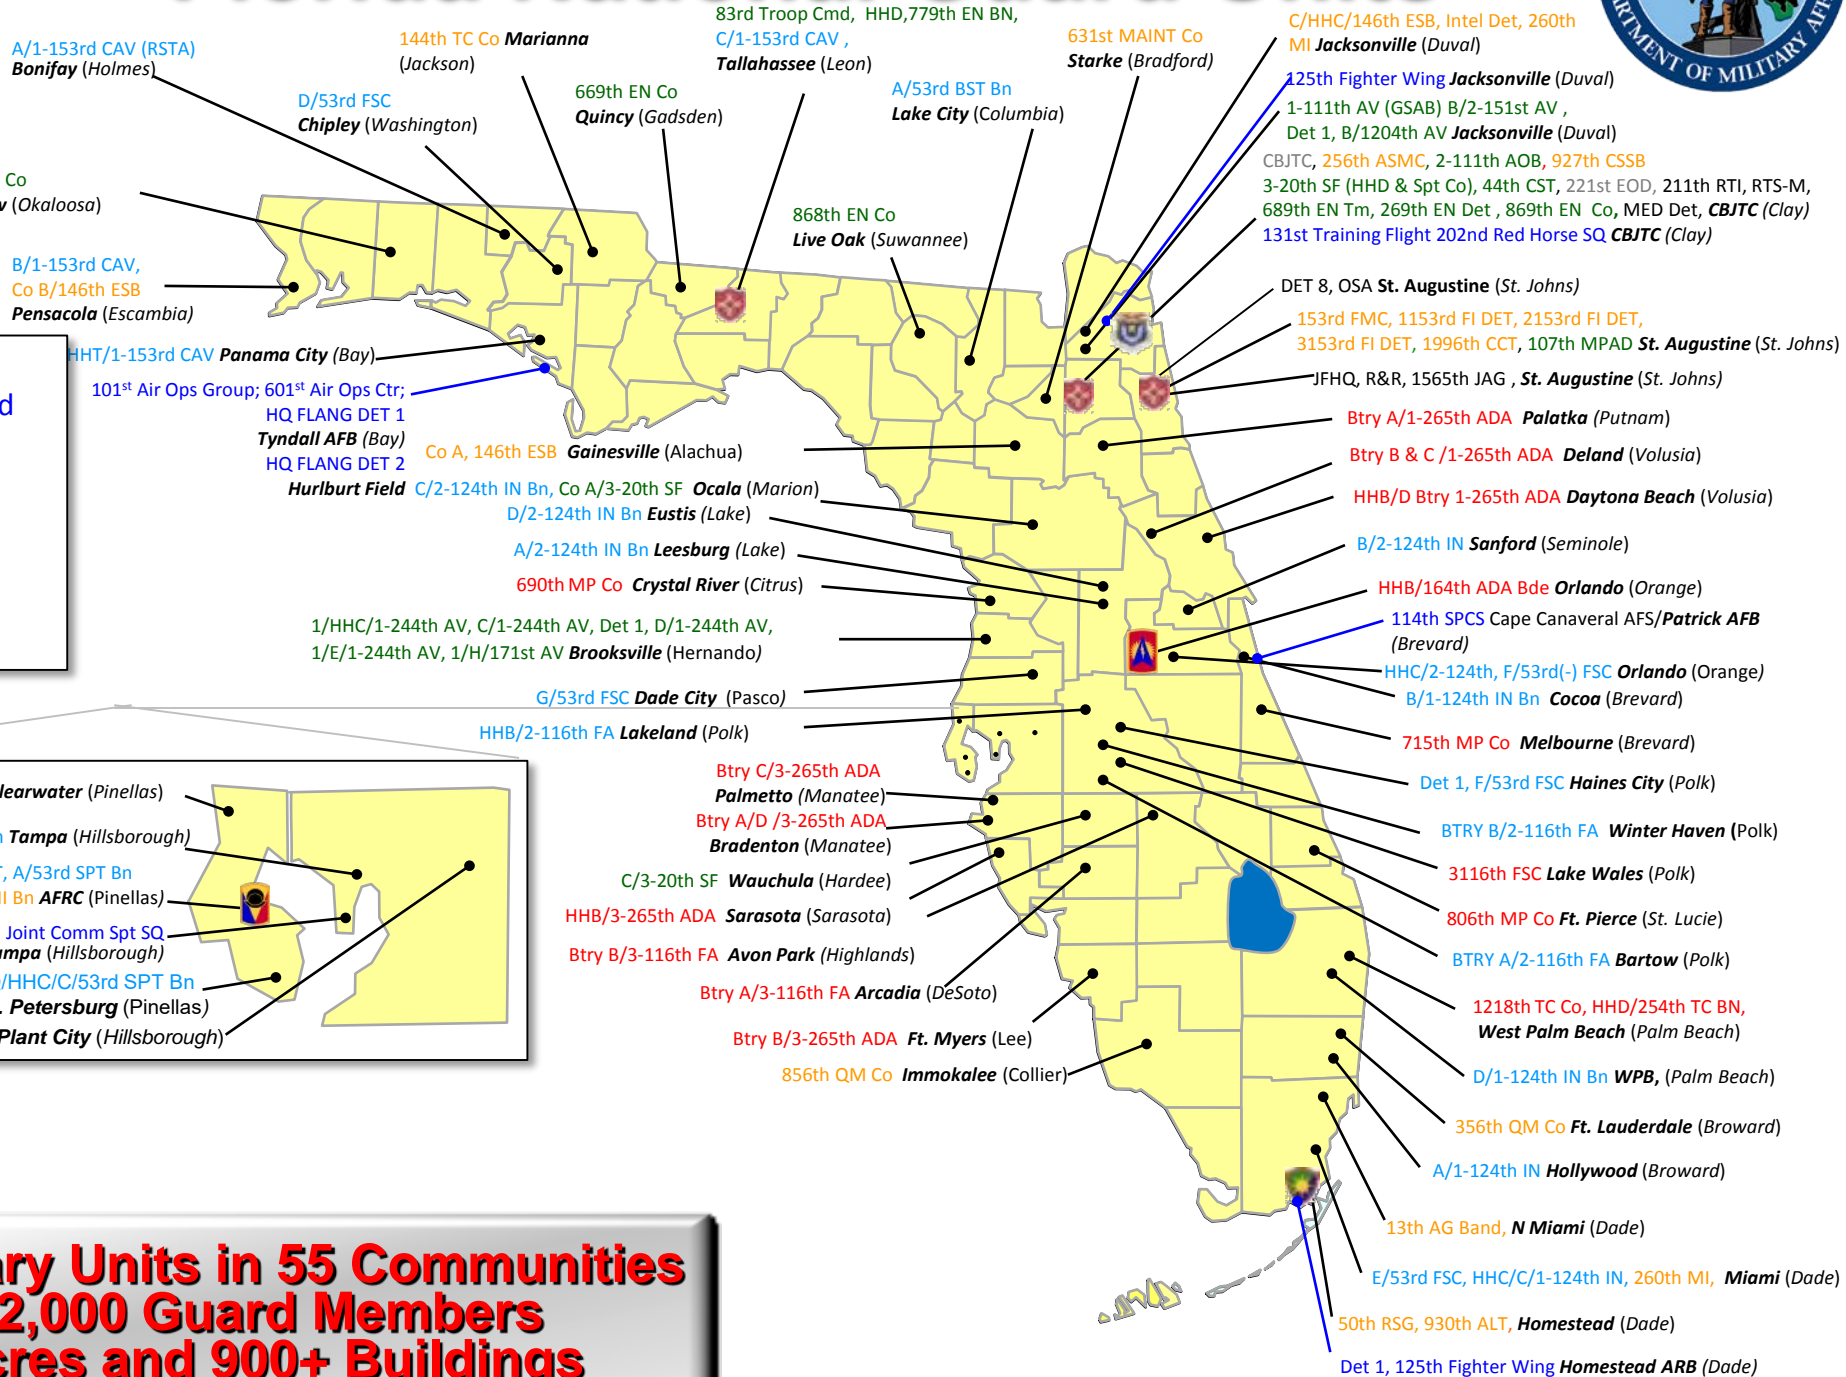 A/1-153rd CAV (RSTA)
Bonifay (Holmes)
144th TC Co Marianna
(Jackson)
83rd Troop Cmd, HHD,779th EN BN,
C/1-153rd CAV ,
Tallahassee (Leon)
631st MAINT Co
Starke (Bradford)
C/HHC/146th ESB, Intel Det, 260th
MI Jacksonville (Duval)
DEPARTMENT OF MILITARY AFF
D/53rd FSC
Chipley (Washington)
669th EN Co
Quincy (Gadsden)
A/53rd BST Bn
Lake City (Columbia)
125th Fighter Wing Jacksonville (Duval)
1-111th AV (GSAB) B/2-151st AV ,
Det 1, B/1204th AV Jacksonville (Duval)
CBJTC, 256th ASMC, 2-111th AOB, 927th CSSB
3-20th SF (HHD & Spt Co), 44th CST, 221st EOD, 211th RTI, RTS-M,
689th EN Tm, 269th EN Det , 869th EN Co, MED Det, CBJTC (Clay)
131st Training Flight 202nd Red Horse SQ CBJTC (Clay)
Co
(Okaloosa)
868th EN Co
Live Oak (Suwannee)
B/1-153rd CAV,
Co B/146th ESB
Pensacola (Escambia)
DET 8, OSA St. Augustine (St. Johns)
153rd FMC, 1153rd FI DET, 2153rd FI DET,
3153rd FI DET, 1996th CCT, 107th MPAD St. Augustine (St. Johns)
HHT/1-153rd CAV Panama City (Bay)
JFHQ, R&R, 1565th JAG , St. Augustine (St. Johns)
d
101st Air Ops Group; 601st Air Ops Ctr;
HQ FLANG DET 1
Tyndall AFB (Bay)
HQ FLANG DET 2
Hurlburt Field
Btry A/1-265th ADA Palatka (Putnam)
Co A, 146th ESB Gainesville (Alachua)
Btry B & C /1-265th ADA Deland (Volusia)
C/2-124th IN Bn, Co A/3-20th SF Ocala (Marion)
HHB/D Btry 1-265th ADA Daytona Beach (Volusia)
D/2-124th IN Bn Eustis (Lake)
A/2-124th IN Bn Leesburg (Lake)
B/2-124th IN Sanford (Seminole)
690th MP Co Crystal River (Citrus)
HHB/164th ADA Bde Orlando (Orange)
1/HHC/1-244th AV, C/1-244th AV, Det 1, D/1-244th AV,
1/E/1-244th AV, 1/H/171st AV Brooksville (Hernando)
114th SPCS Cape Canaveral AFS/Patrick AFB
(Brevard)
HHC/2-124th, F/53rd(-) FSC Orlando (Orange)
G/53rd FSC Dade City (Pasco)
B/1-124th IN Bn Cocoa (Brevard)
HHB/2-116th FA Lakeland (Polk)
715th MP Co Melbourne (Brevard)
Btry C/3-265th ADA
Palmetto (Manatee)
Det 1, F/53rd FSC Haines City (Polk)
learwater (Pinellas)
Btry A/D /3-265th ADA
Bradenton (Manatee)
BTRY B/2-116th FA Winter Haven (Polk)
Tampa (Hillsborough)
A/53rd SPT Bn
Bn AFRC (Pinellas)
C/3-20th SF Wauchula (Hardee)
3116th FSC Lake Wales (Polk)
HHB/3-265th ADA Sarasota (Sarasota)
806th MP Co Ft. Pierce (St. Lucie)
Joint Comm Spt SQ
ampa (Hillsborough)
Btry B/3-116th FA Avon Park (Highlands)
BTRY A/2-116th FA Bartow (Polk)
/HHC/C/53rd SPT Bn
. Petersburg (Pinellas)
Btry A/3-116th FA Arcadia (DeSoto)
1218th TC Co, HHD/254th TC BN,
West Palm Beach (Palm Beach)
Plant City (Hillsborough)
Btry B/3-265th ADA Ft. Myers (Lee)
856th QM Co Immokalee (Collier)
D/1-124th IN Bn WPB, (Palm Beach)
356th QM Co Ft. Lauderdale (Broward)
A/1-124th IN Hollywood (Broward)
13th AG Band, N Miami (Dade)
E/53rd FSC, HHC/C/1-124th IN, 260th MI, Miami (Dade)
50th RSG, 930th ALT, Homestead (Dade)
Det 1, 125th Fighter Wing Homestead ARB (Dade)
ary Units in 55 Communities
2,000 Guard Members
cres and 900+ Buildings